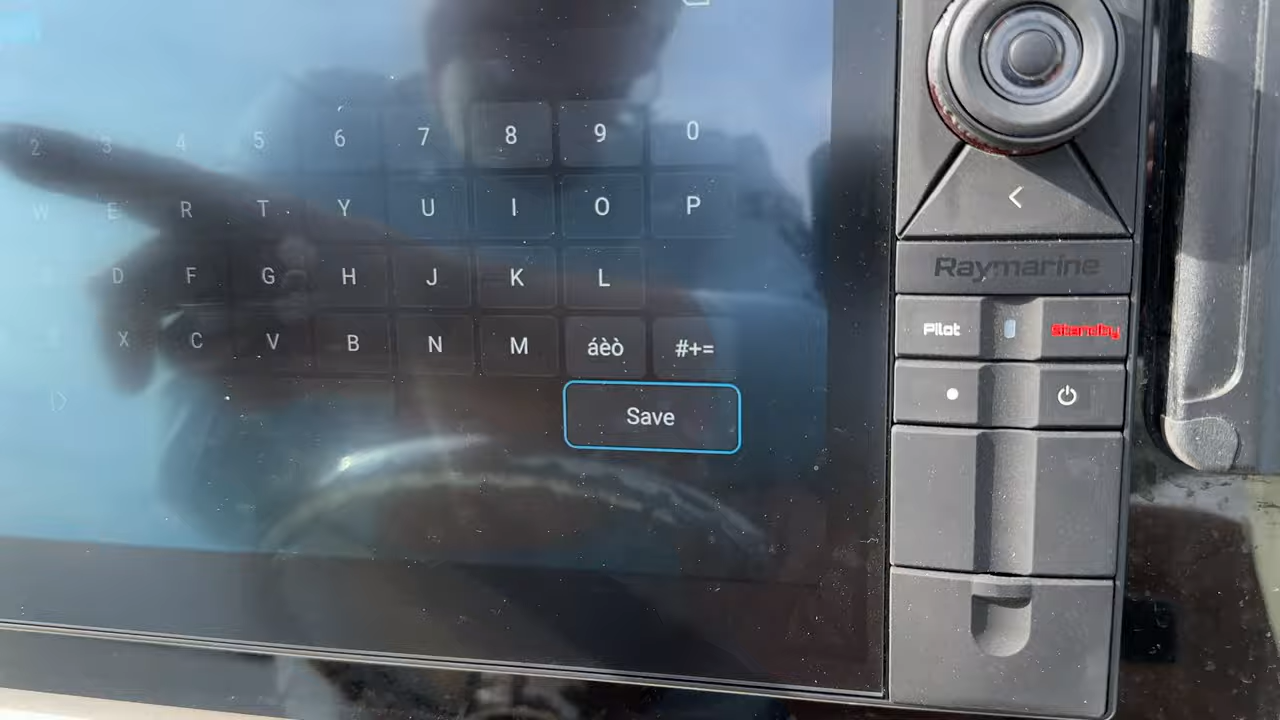 2 3 4 5 6 7 8 9 0
W E R T Y U I O P
D F G H J K L
X C V B N M áèò #+=
Save
Raymarine
Pilot Standby